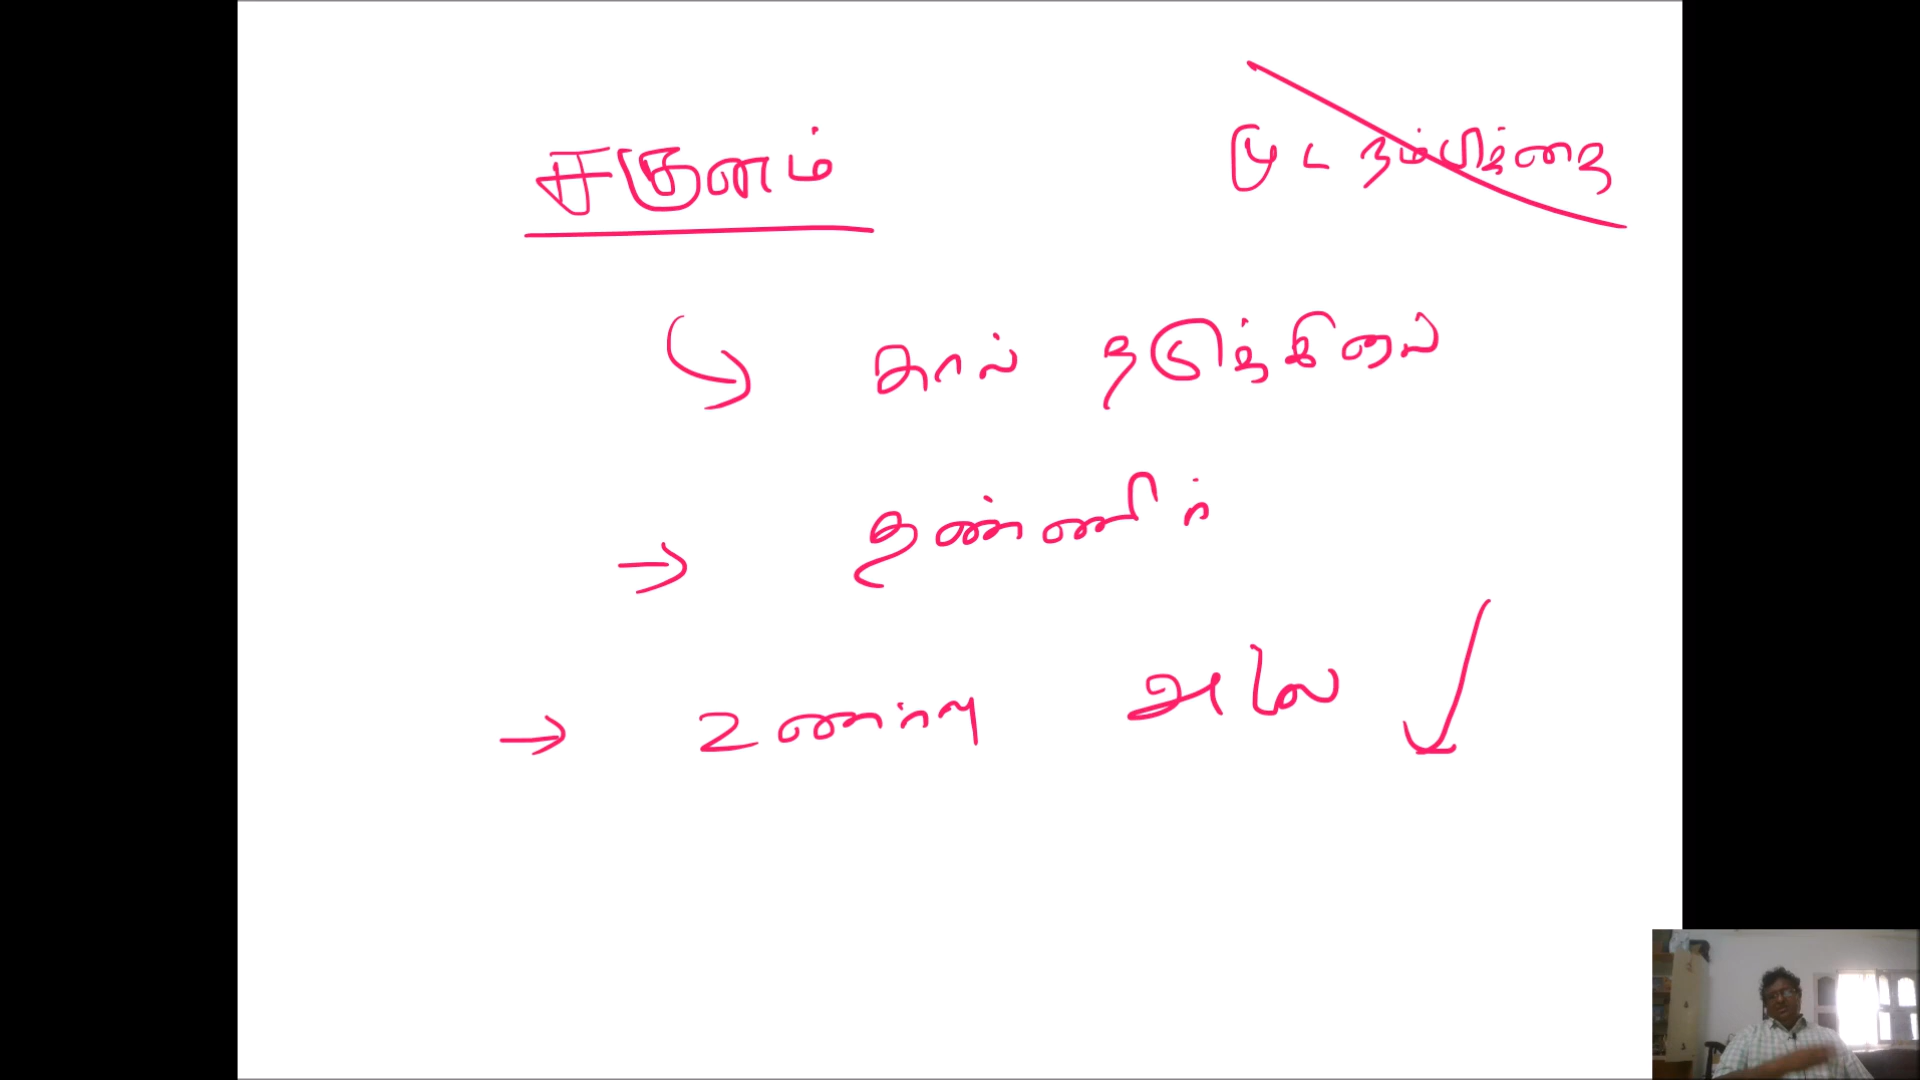 சகுனம்
முட நம்பிக்கை
கால் தடுக்கினால்
தண்ணீர்
உணர்வு அலை